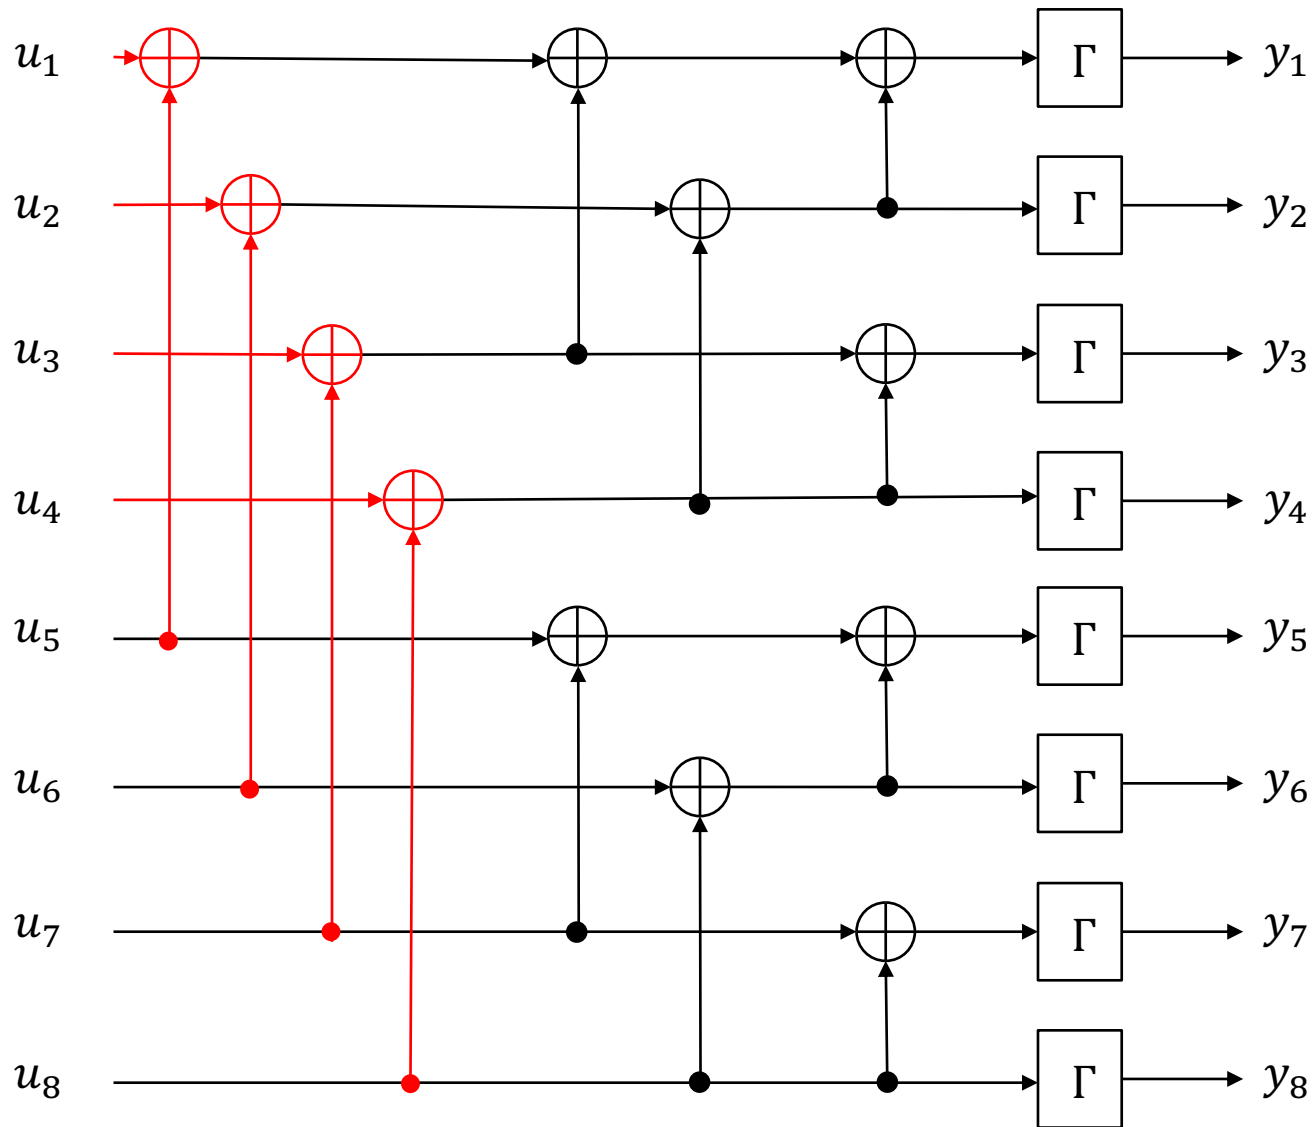 u₁ Γ y₁
u₂ Γ y₂
u₃ Γ y₃
u₄ Γ y₄
u₅ Γ y₅
u₆ Γ y₆
u₇ Γ y₇
u₈ Γ y₈